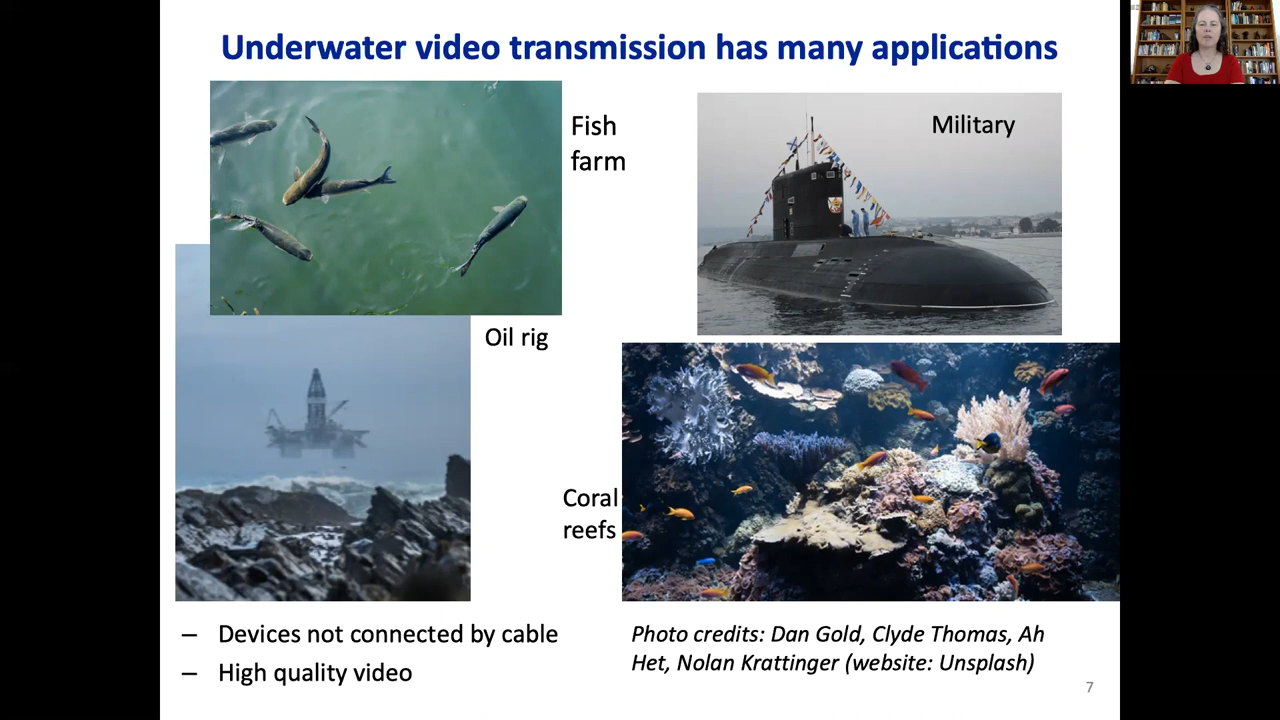 Underwater video transmission has many applications
Fish
farm
Military
Oil rig
Coral
reefs
– Devices not connected by cable
– High quality video
Photo credits: Dan Gold, Clyde Thomas, Ah
Het, Nolan Krattinger (website: Unsplash)
7